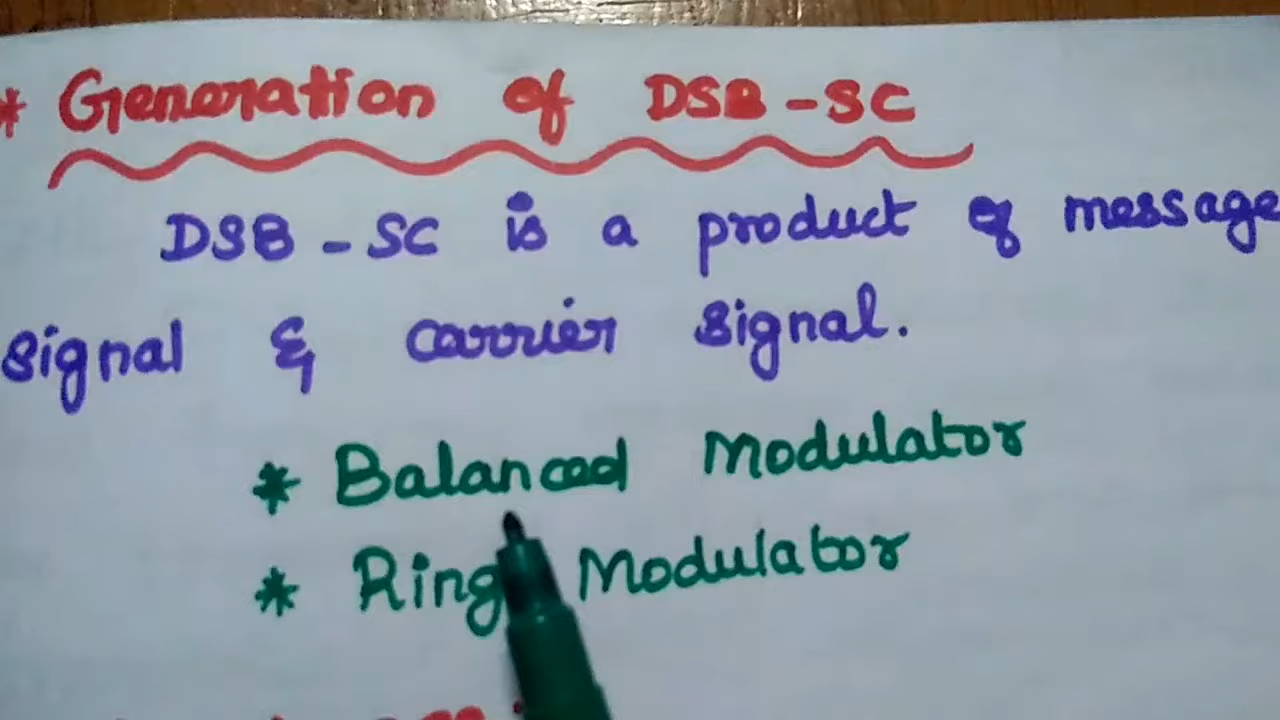 * Generation of DSB-SC
DSB-SC is a product of message
signal & carrier signal.
* Balanced Modulator
* Ring Modulator